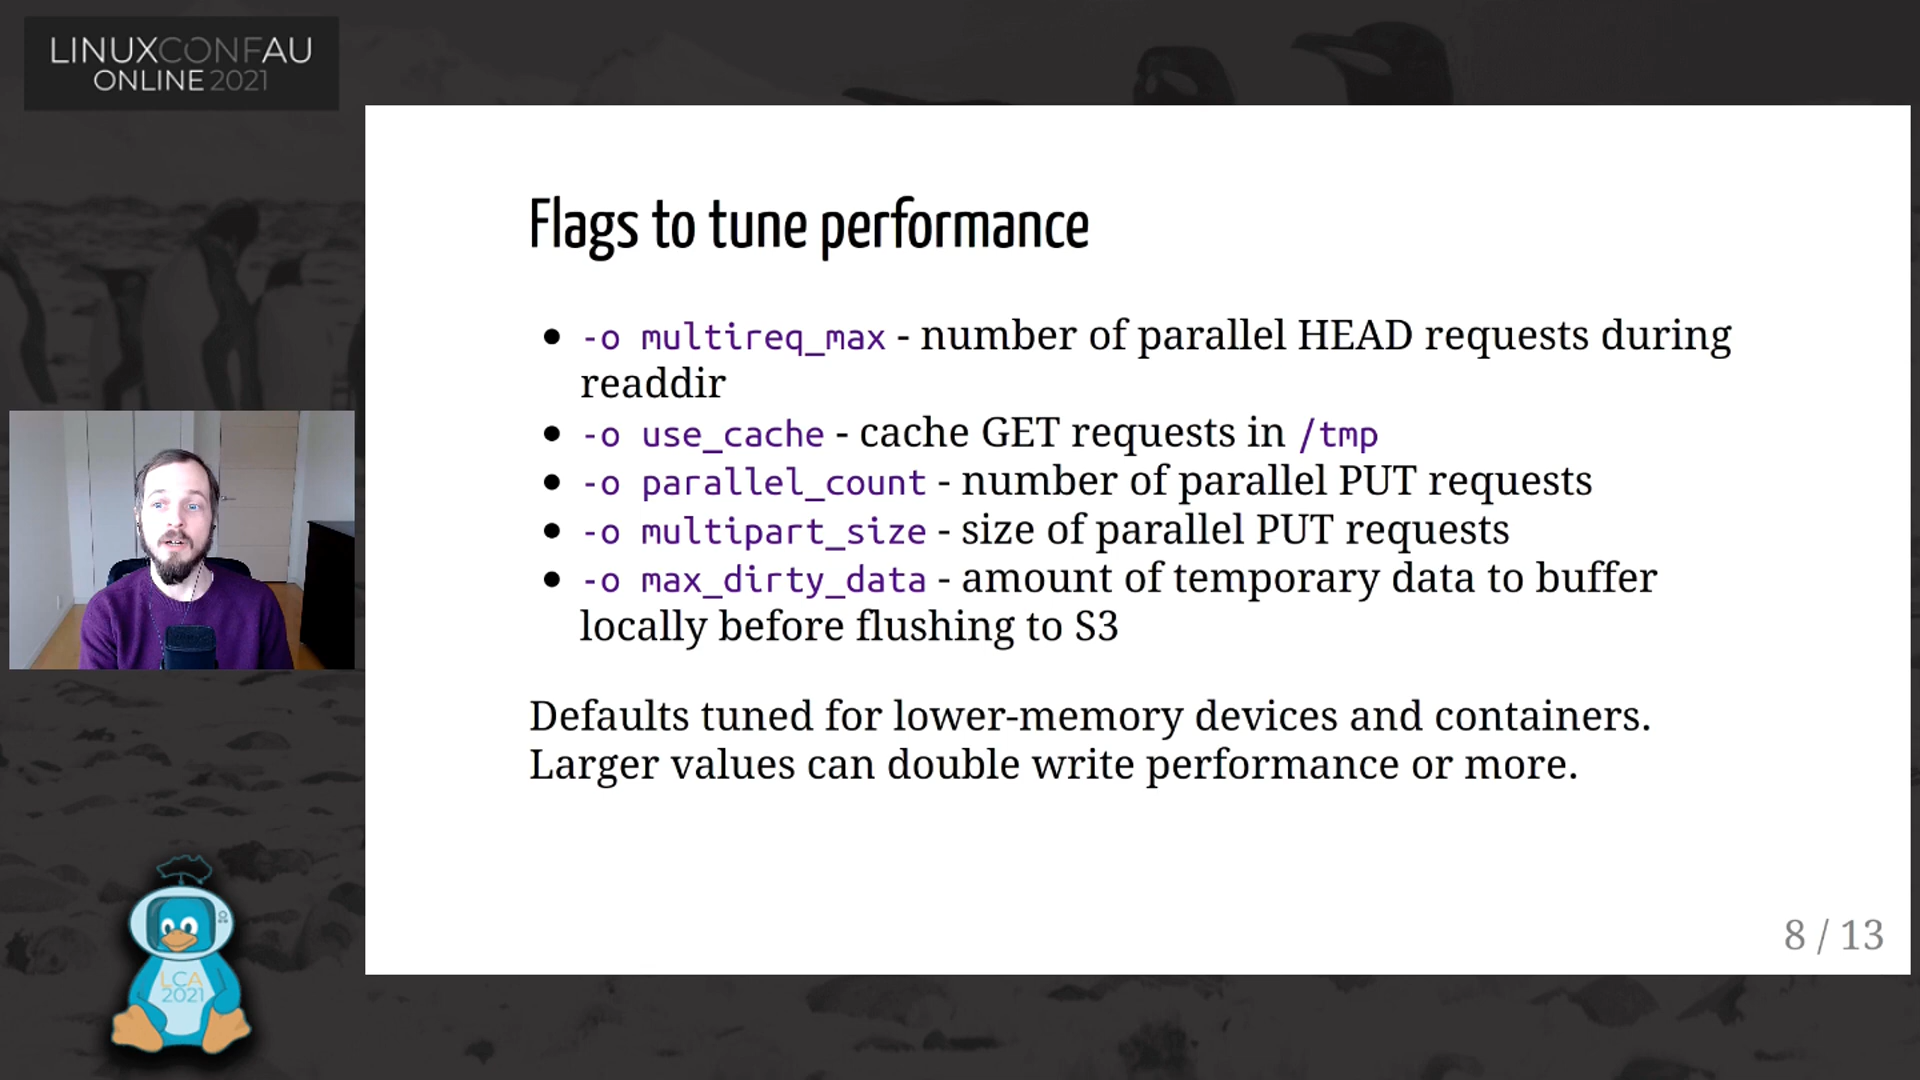 LINUXCONFAU
ONLINE 2021
Flags to tune performance
-o multireq_max - number of parallel HEAD requests during
readdir
-o use_cache - cache GET requests in /tmp
-o parallel_count - number of parallel PUT requests
-o multipart_size - size of parallel PUT requests
-o max_dirty_data - amount of temporary data to buffer
locally before flushing to S3
Defaults tuned for lower-memory devices and containers.
Larger values can double write performance or more.
8 / 13
LCA
2021